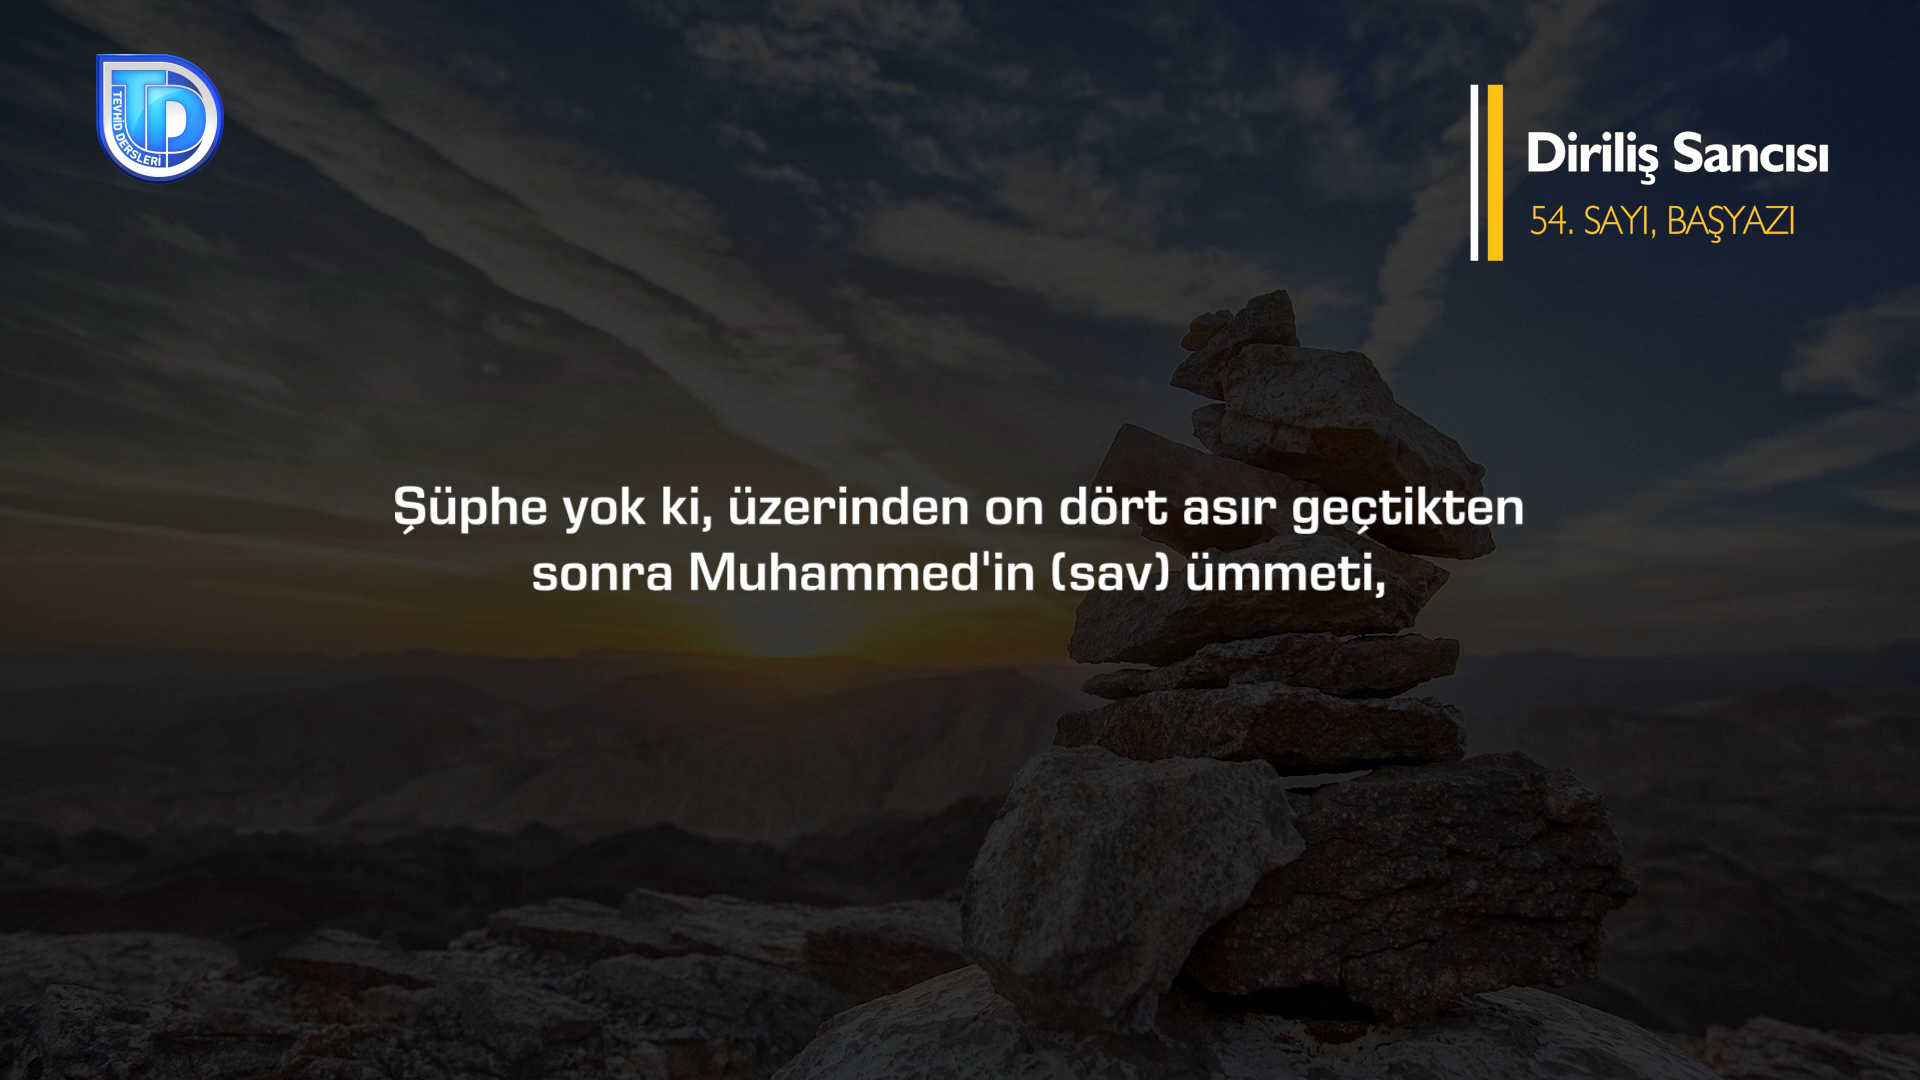 TD
TEVHİD DERSLERİ
Diriliş Sancısı
54. SAYI, BAŞYAZI
Şüphe yok ki, üzerinden on dört asır geçtikten
sonra Muhammed'in (sav) ümmeti,